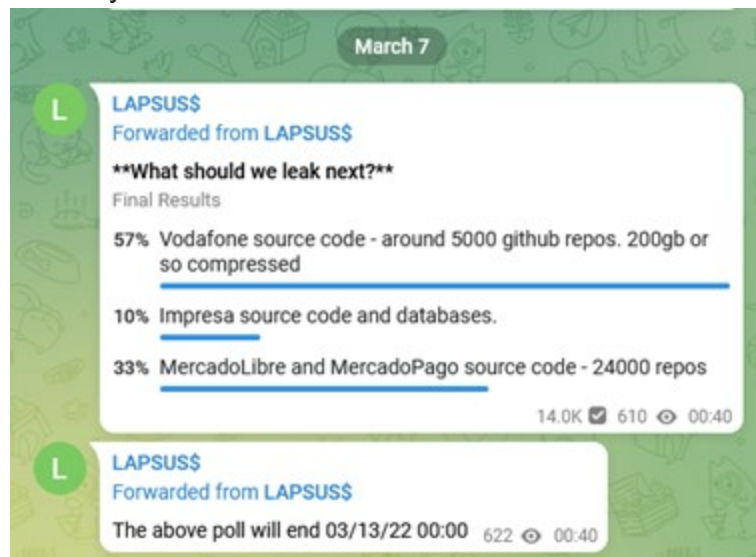 March 7
L
LAPSUS$
Forwarded from LAPSUS$
**What should we leak next?**
Final Results
57% Vodafone source code - around 5000 github repos. 200gb or
so compressed
10% Impresa source code and databases.
33% MercadoLibre and MercadoPago source code - 24000 repos
14.0K 610 00:40
L
LAPSUS$
Forwarded from LAPSUS$
The above poll will end 03/13/22 00:00 622 00:40